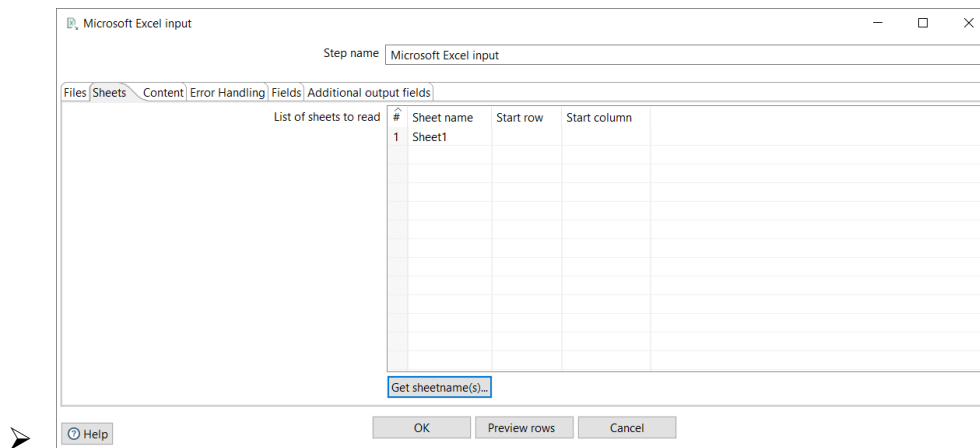 Microsoft Excel input
Step name Microsoft Excel input
Files Sheets Content Error Handling Fields Additional output fields
List of sheets to read # Sheet name Start row Start column
1 Sheet1
Get sheetname(s)...
Help OK Preview rows Cancel